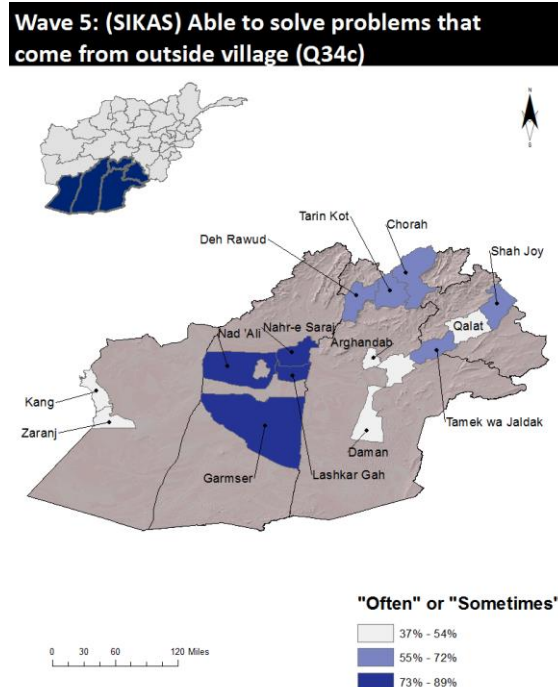 Wave 5: (SIKAS) Able to solve problems that
come from outside village (Q34c)
N
S
Tarin Kot
Chorah
Deh Rawud
Shah Joy
Nahr-e Saraj
Nad 'Ali
Arghandab
Qalat
Kang
Zaranj
Tamek wa Jaldak
Daman
Garmser
Lashkar Gah
"Often" or "Sometimes"
37% - 54%
55% - 72%
73% - 89%
0 30 60 120 Miles